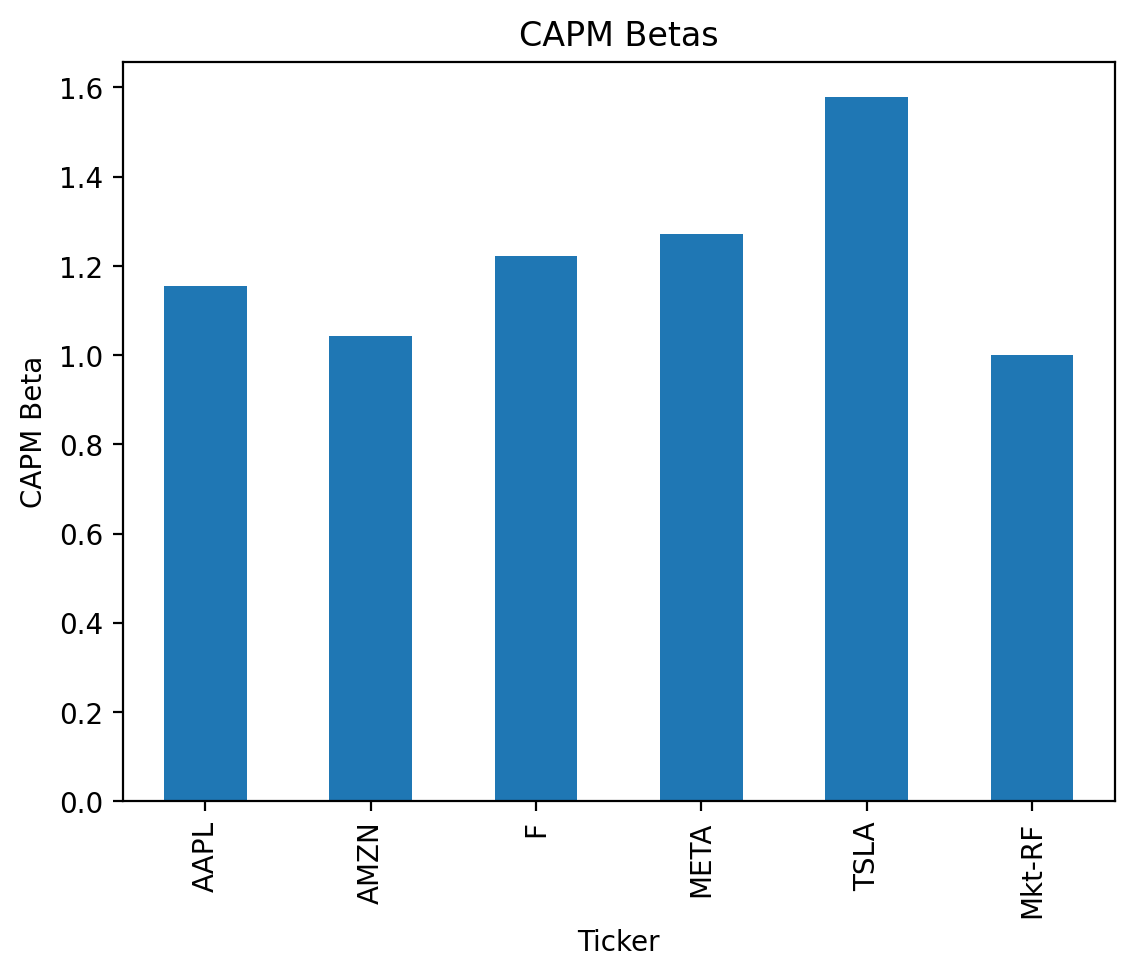 CAPM Betas
1.6
1.4
1.2
1.0
0.8
0.6
0.4
0.2
0.0
CAPM Beta
AAPL
AMZN
F
META
TSLA
Mkt-RF
Ticker